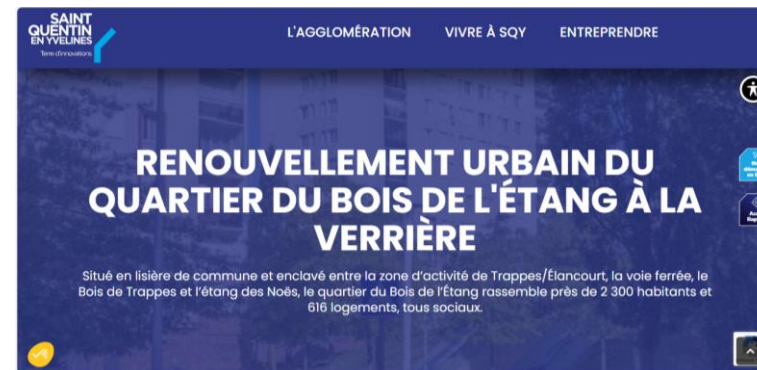 SAINT
QUENTIN
EN YVELINES
Terre d'innovations
L'AGGLOMÉRATION VIVRE À SQY ENTREPRENDRE
RENOUVELLEMENT URBAIN DU
QUARTIER DU BOIS DE L'ÉTANG À LA
VERRIÈRE
Situé en lisière de commune et enclavé entre la zone d'activité de Trappes/Élancourt, la voie ferrée, le
Bois de Trappes et l'étang des Noës, le quartier du Bois de l'Étang rassemble près de 2 300 habitants et
616 logements, tous sociaux.